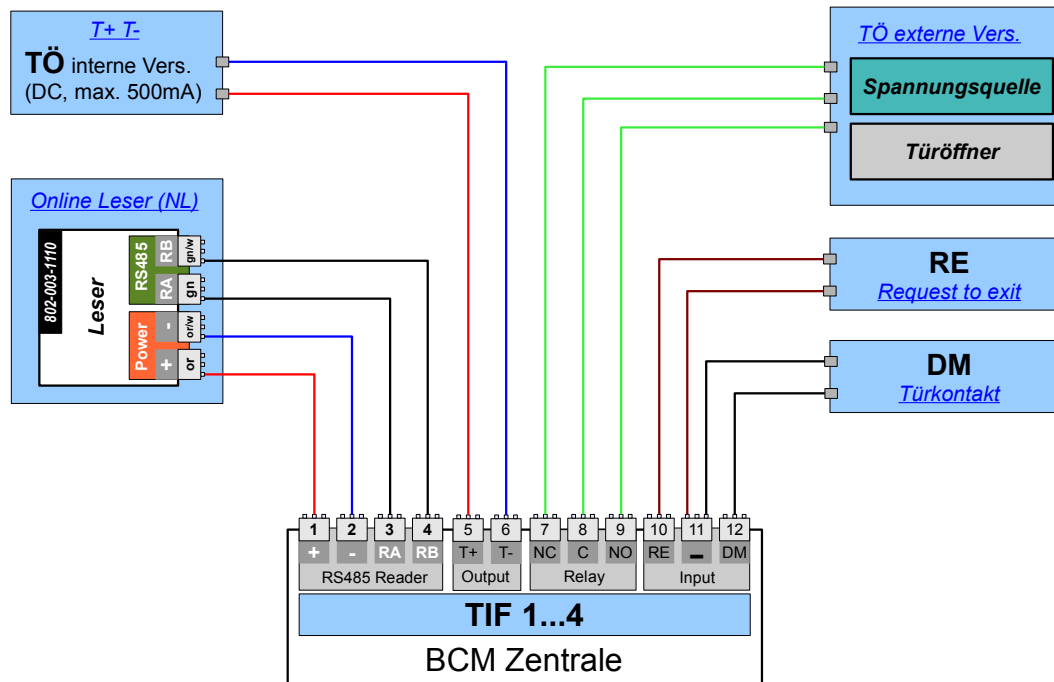 T+ T-
TÖ interne Vers.
(DC, max. 500mA)
TÖ externe Vers.
Spannungsquelle
Türöffner
Online Leser (NL)
802-003-1110
Leser
RS485
RB
gn/w
RA
gn
Power
-
or/w
+
or
RE
Request to exit
DM
Türkontakt
1 2 3 4 5 6 7 8 9 10 11 12
+ - RA RB T+ T- NC C NO RE - DM
RS485 Reader Output Relay Input
TIF 1...4
BCM Zentrale